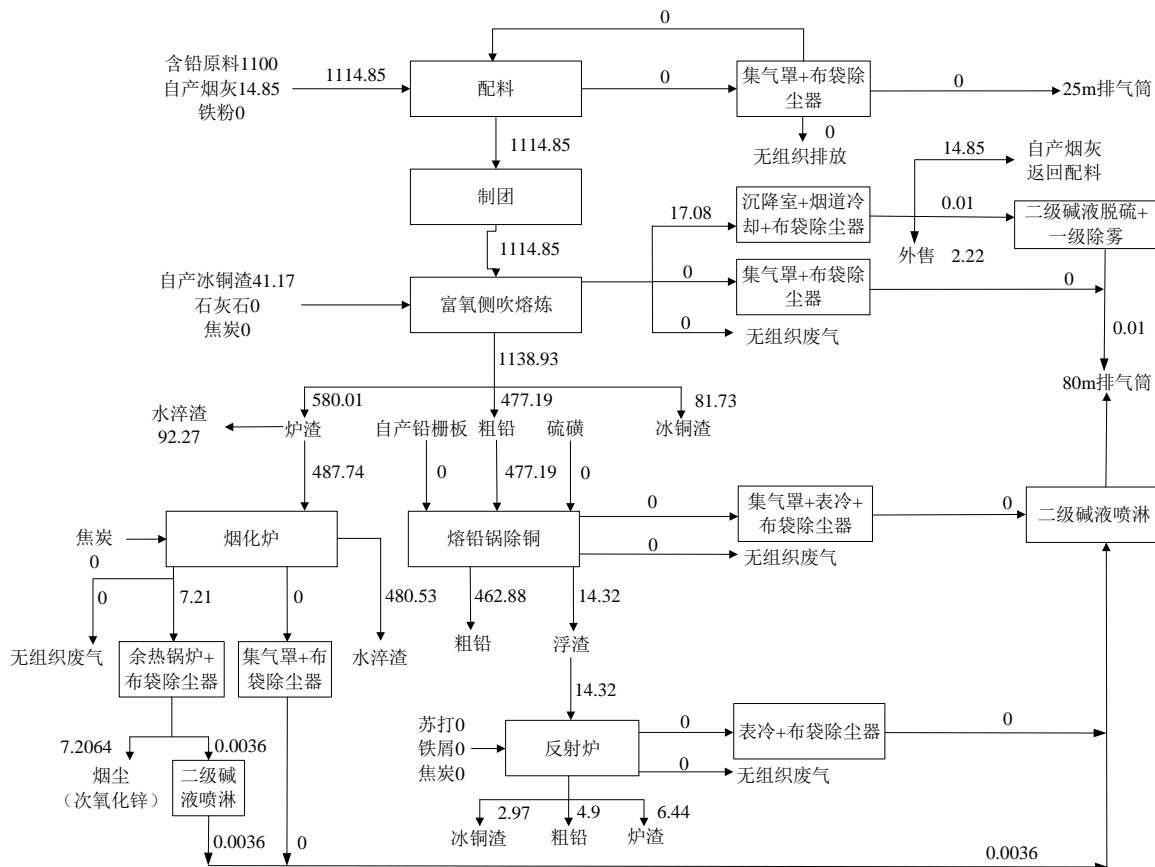 0
含铅原料1100
自产烟灰14.85
铁粉0
1114.85
配料
0
集气罩+布袋除
尘器
0
25m排气筒
0
无组织排放
1114.85
制团
1114.85
14.85
自产烟灰
返回配料
17.08
沉降室+烟道冷
却+布袋除尘器
0.01
二级碱液脱硫+
一级除雾
外售 2.22
自产冰铜渣41.17
石灰石0
焦炭0
富氧侧吹熔炼
0
集气罩+布袋除
尘器
0
0
无组织废气
0.01
80m排气筒
1138.93
580.01
477.19
81.73
水淬渣
92.27
炉渣
自产铅栅板
粗铅
硫磺
冰铜渣
487.74
0
477.19
0
焦炭
0
烟化炉
熔铅锅除铜
0
集气罩+表冷+
布袋除尘器
0
二级碱液喷淋
0
无组织废气
0
7.21
0
480.53
462.88
14.32
无组织废气
余热锅炉+
布袋除尘器
集气罩+布
袋除尘器
水淬渣
粗铅
浮渣
14.32
苏打0
铁屑0
焦炭0
反射炉
0
表冷+布袋除尘器
0
0
无组织废气
7.2064
0.0036
烟尘
（次氧化锌）
二级碱
液喷淋
2.97
4.9
6.44
冰铜渣
粗铅
炉渣
0.0036
0
0.0036